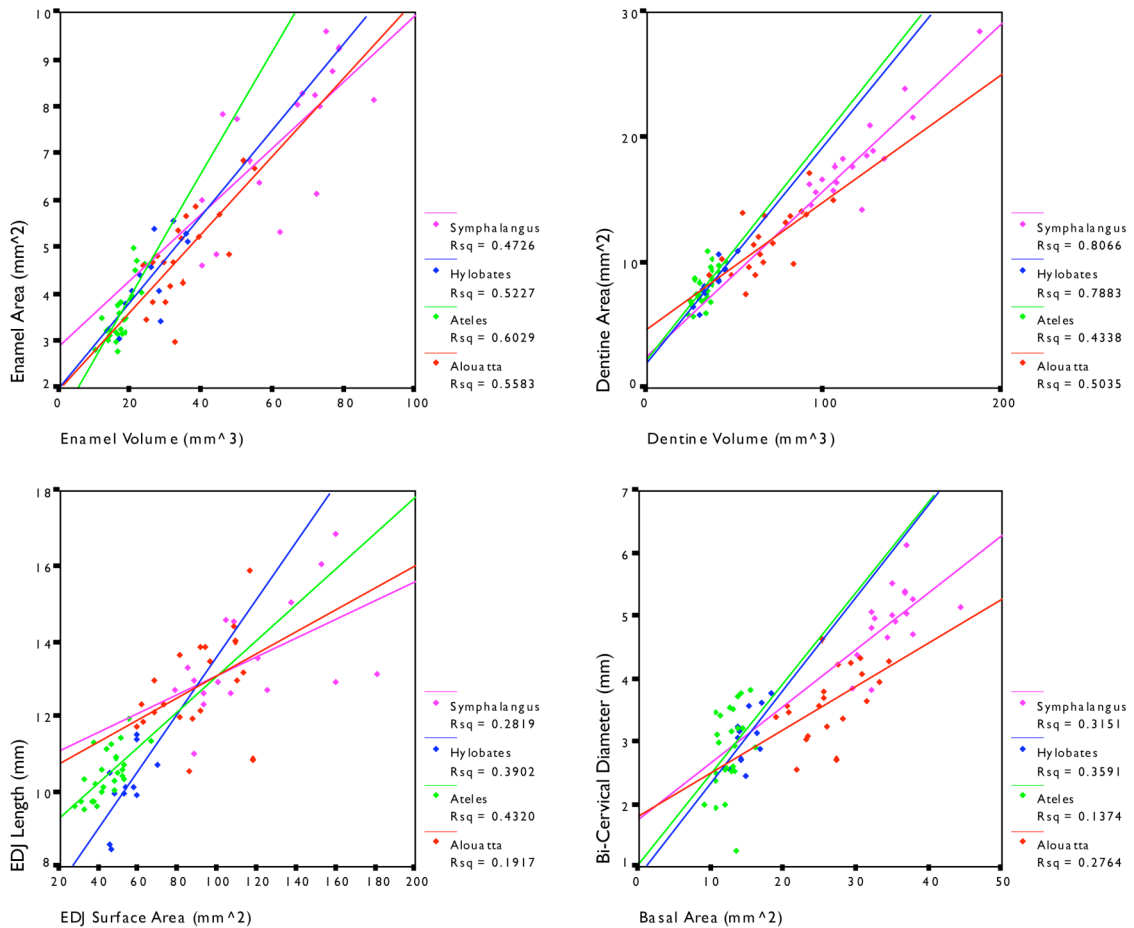 10
9
8
7
6
5
4
3
2
0
20
40
60
80
100
Enamel Area (mm^2)
Enamel Volume (mm^3)
Symphalangus
Rsq = 0.4726
Hylobates
Rsq = 0.5227
Ateles
Rsq = 0.6029
Alouatta
Rsq = 0.5583
30
20
10
0
0
100
200
Dentine Area(mm^2)
Dentine Volume (mm^3)
Symphalangus
Rsq = 0.8066
Hylobates
Rsq = 0.7883
Ateles
Rsq = 0.4338
Alouatta
Rsq = 0.5035
18
16
14
12
10
8
20
40
60
80
100
120
140
160
180
200
EDJ Length (mm)
EDJ Surface Area (mm^2)
Symphalangus
Rsq = 0.2819
Hylobates
Rsq = 0.3902
Ateles
Rsq = 0.4320
Alouatta
Rsq = 0.1917
7
6
5
4
3
2
1
0
10
20
30
40
50
Bi-Cervical Diameter (mm)
Basal Area (mm^2)
Symphalangus
Rsq = 0.3151
Hylobates
Rsq = 0.3591
Ateles
Rsq = 0.1374
Alouatta
Rsq = 0.2764